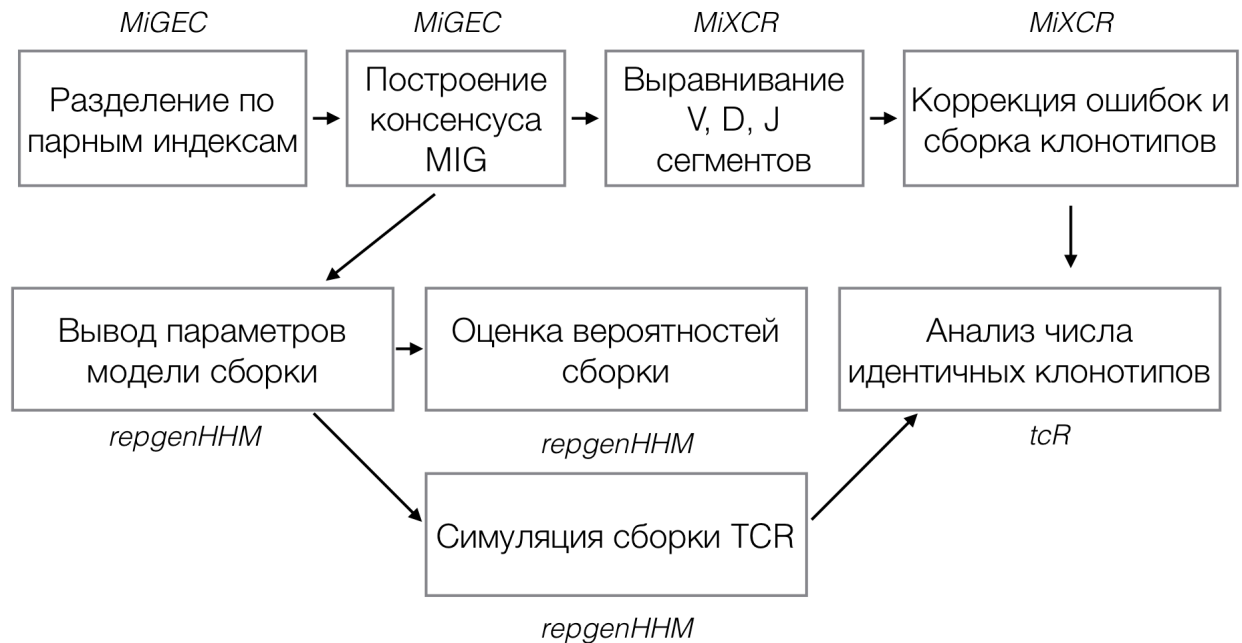 MiGEC
MiGEC
MiXCR
MiXCR
Разделение по
парным индексам
Построение
консенсуса
MIG
Выравнивание
V, D, J
сегментов
Коррекция ошибок и
сборка клонотипов
Вывод параметров
модели сборки
Оценка вероятностей
сборки
Анализ числа
идентичных клонотипов
repgenHHM
repgenHHM
tcR
Симуляция сборки TCR
repgenHHM